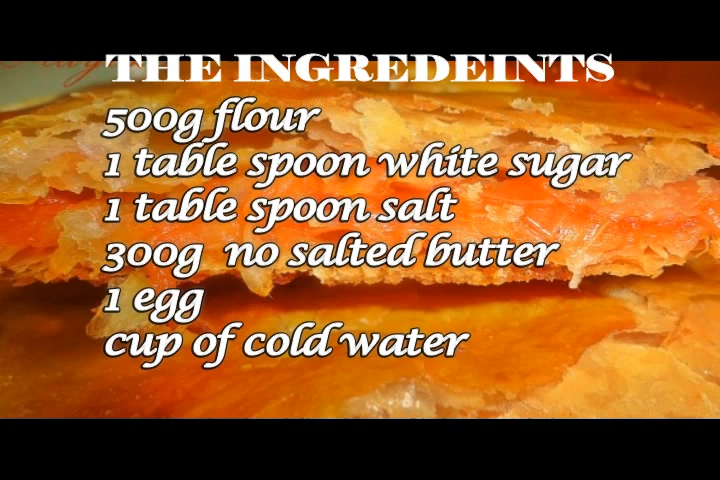 THE INGREDEINTS
500g flour
1 table spoon white sugar
1 table spoon salt
300g no salted butter
1 egg
cup of cold water